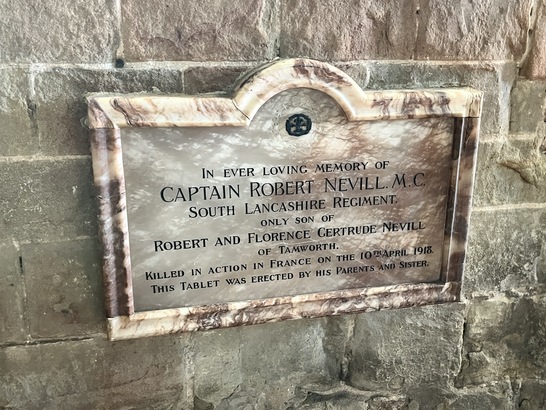 In ever loving memory of
Captain Robert Nevill. M.C.
South Lancashire Regiment.
only son of
Robert and Florence Gertrude Nevill
of Tamworth.
Killed in action in France on the 10th April 1918.
This Tablet was erected by his Parents and Sister.